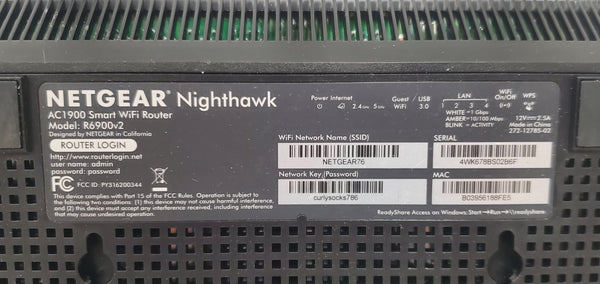 NETGEAR® Nighthawk
AC1900 Smart WiFi Router
Model: R6900v2
Designed by NETGEAR in California
ROUTER LOGIN
http://www.routerlogin.net
user name: admin
password: password
FC FCC ID: PY316200344
This device complies with Part 15 of the FCC Rules. Operation is subject to
the following two conditions: (1) this device may not cause harmful interference,
and (2) this device must accept any interference received, including interference
that may cause undesired operation.
Power Internet
2.4GHz 5GHz
Guest / USB
WiFi 3.0
LAN
1 2 3 4
WiFi
On/Off
WPS
WHITE = 1 Gbps
AMBER = 10/100 Mbps
BLINK = ACTIVITY
12V 2.5A
Made in China
272-12785-02
WiFi Network Name (SSID)
NETGEAR76
SERIAL
4WK678BS02B6F
Network Key (Password)
curlysocks786
MAC
B03956188FE5
ReadyShare Access on Windows: Start→Run→\\readyshare